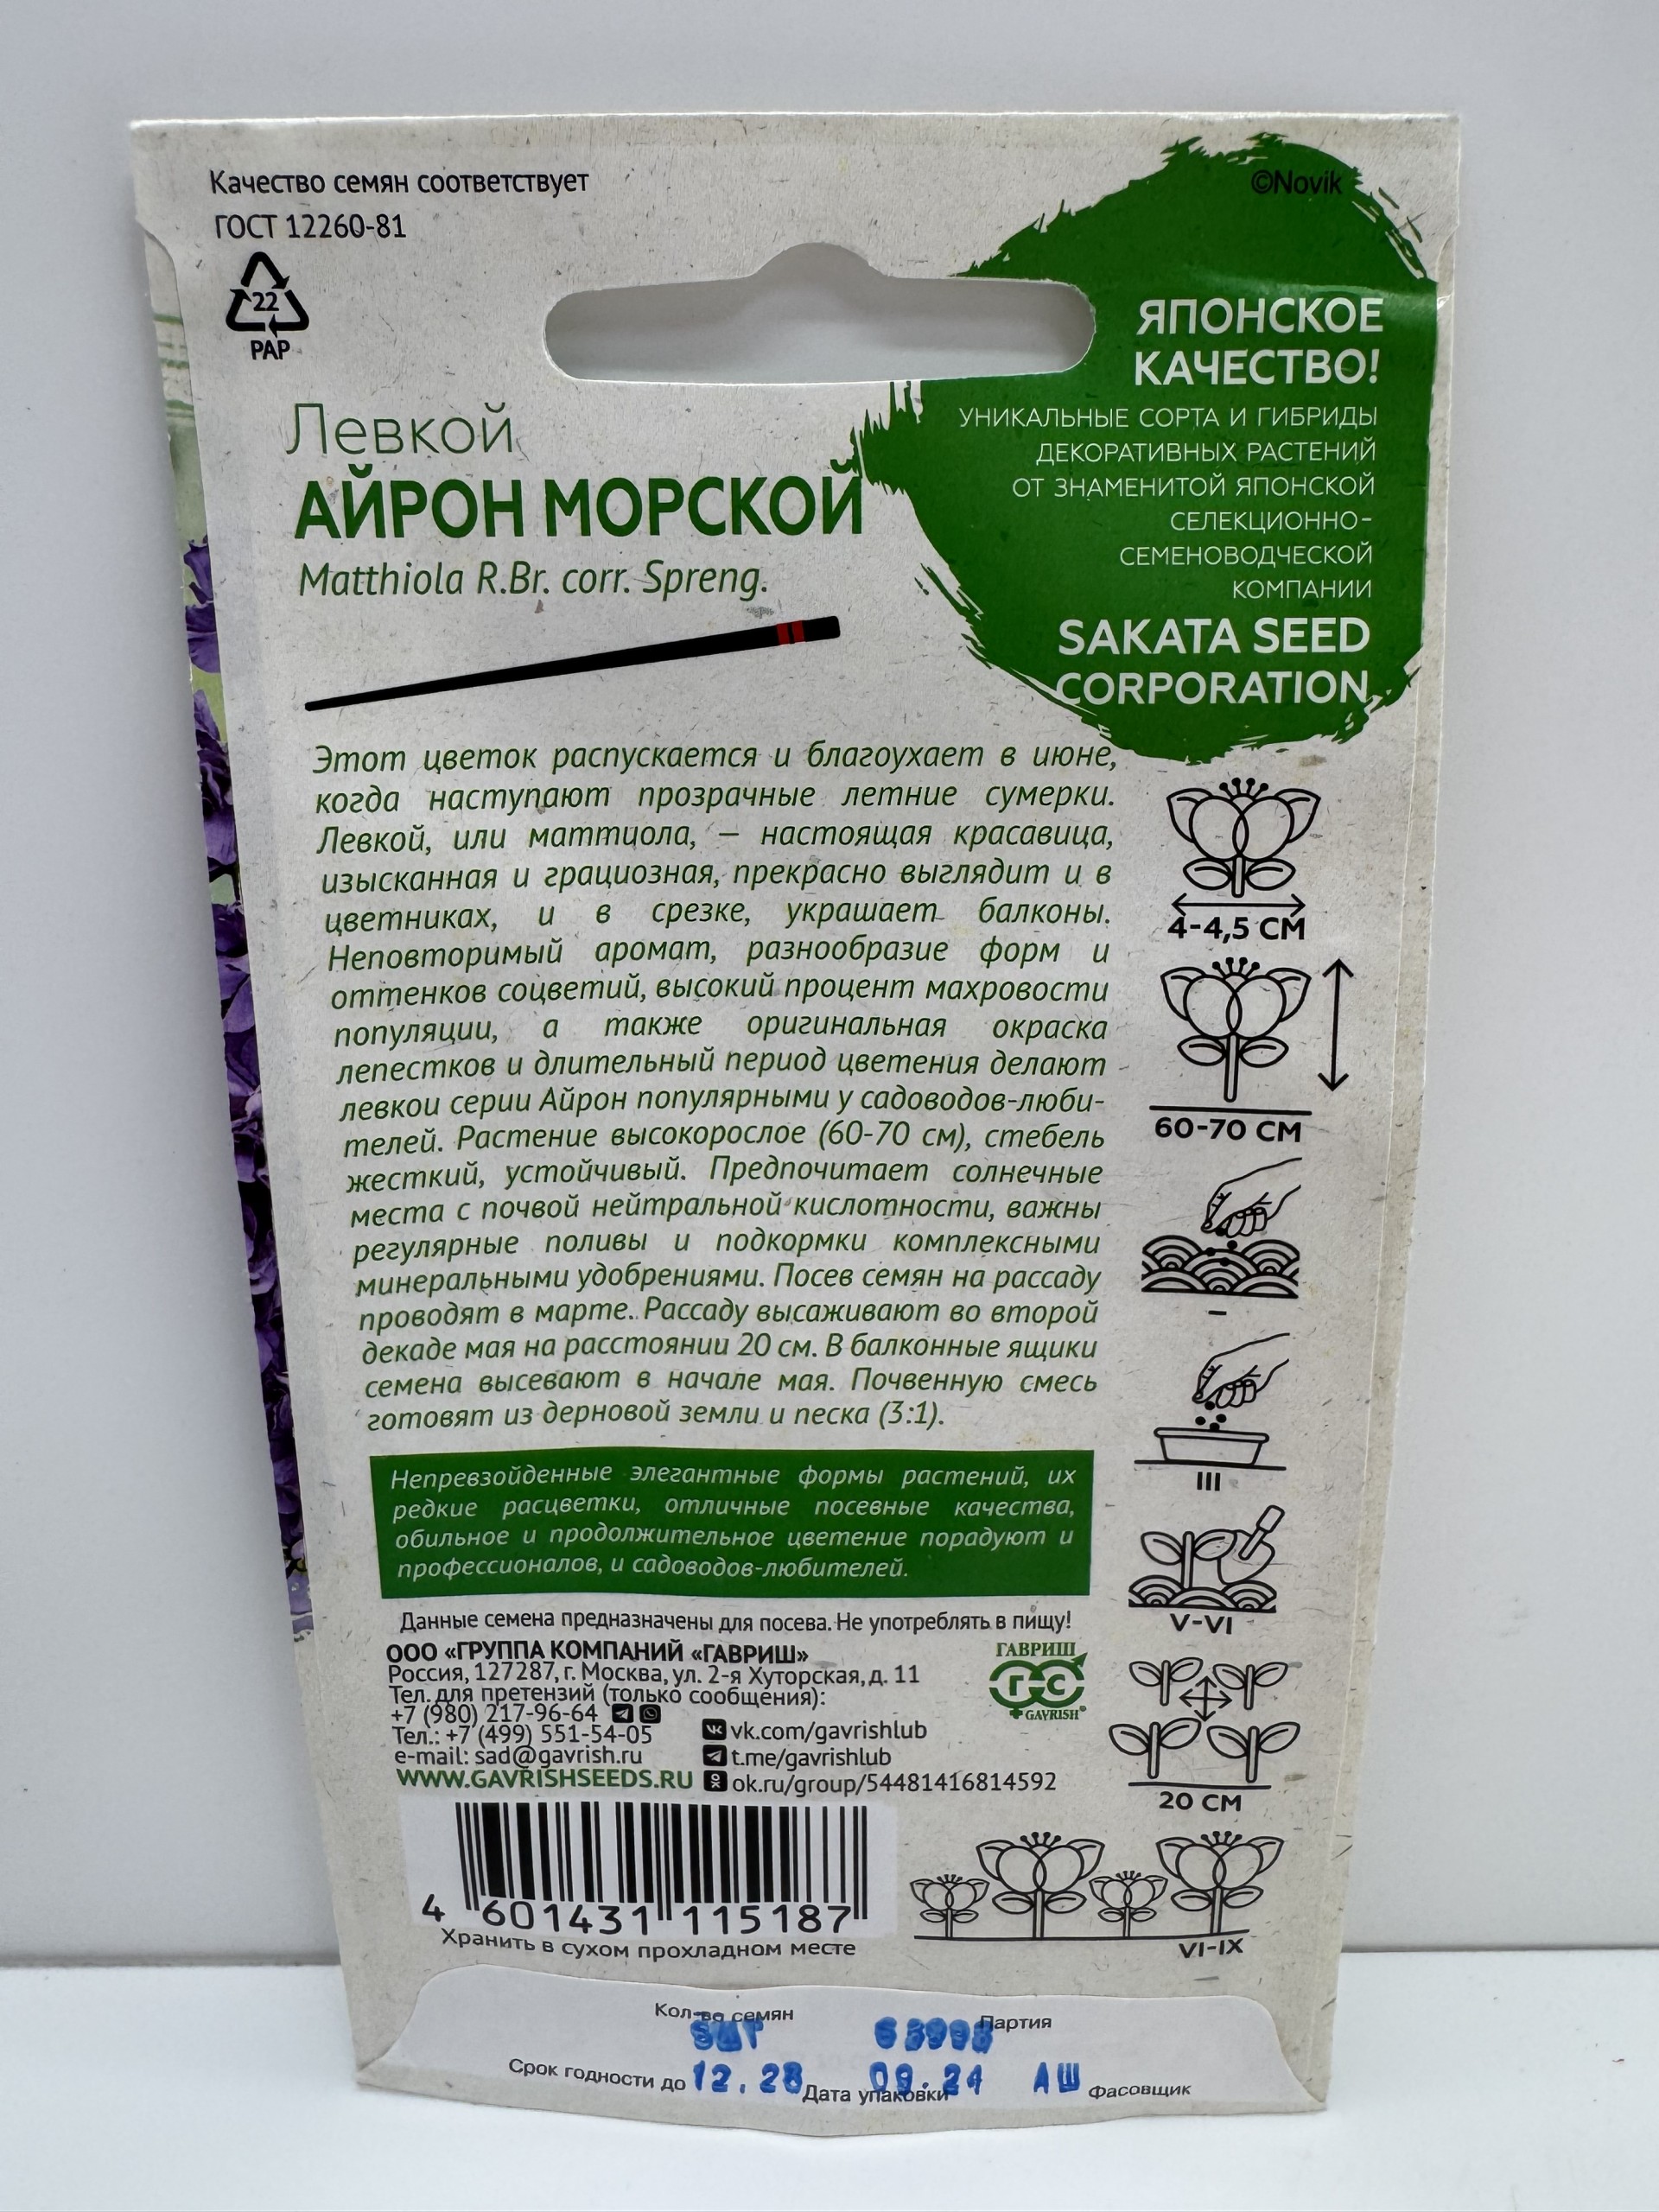 Качество семян соответствует
ГОСТ 12260-81
22
PAP
©Novik
ЯПОНСКОЕ
КАЧЕСТВО!
УНИКАЛЬНЫЕ СОРТА И ГИБРИДЫ
ДЕКОРАТИВНЫХ РАСТЕНИЙ
ОТ ЗНАМЕНИТОЙ ЯПОНСКОЙ
СЕЛЕКЦИОННО-
СЕМЕНОВОДЧЕСКОЙ
КОМПАНИИ
SAKATA SEED
CORPORATION
Левкой
АЙРОН МОРСКОЙ
Matthiola R.Br. corr. Spreng.
Этот цветок распускается и благоухает в июне,
когда наступают прозрачные летние сумерки.
Левкой, или маттиола, – настоящая красавица,
изысканная и грациозная, прекрасно выглядит и в
цветниках, и в срезке, украшает балконы.
Неповторимый аромат, разнообразие форм и
оттенков соцветий, высокий процент махровости
популяции, а также оригинальная окраска
лепестков и длительный период цветения делают
левкои серии Айрон популярными у садоводов-люби-
телей. Растение высокорослое (60-70 см), стебель
жесткий, устойчивый. Предпочитает солнечные
места с почвой нейтральной кислотности, важны
регулярные поливы и подкормки комплексными
минеральными удобрениями. Посев семян на рассаду
проводят в марте. Рассаду высаживают во второй
декаде мая на расстоянии 20 см. В балконные ящики
семена высевают в начале мая. Почвенную смесь
готовят из дерновой земли и песка (3:1).
4-4,5 СМ
60-70 СМ
–
III
V-VI
20 СМ
VI-IX
Непревзойденные элегантные формы растений, их
редкие расцветки, отличные посевные качества,
обильное и продолжительное цветение порадуют и
профессионалов, и садоводов-любителей.
Данные семена предназначены для посева. Не употреблять в пищу!
ООО «ГРУППА КОМПАНИЙ «ГАВРИШ»
Россия, 127287, г. Москва, ул. 2-я Хуторская, д. 11
Тел. для претензий (только сообщения):
+7 (980) 217-96-64
Тел.: +7 (499) 551-54-05
e-mail: sad@gavrish.ru
WWW.GAVRISHSEEDS.RU
vk.com/gavrishlub
t.me/gavrishlub
ok.ru/group/54481416814592
ГАВРИШ
ГС
GAVRISH®
4 601431 115187
Хранить в сухом прохладном месте
Кол-во семян 5ШТ Партия
Срок годности до 12.28 Дата упаковки 09.24 АШ Фасовщик